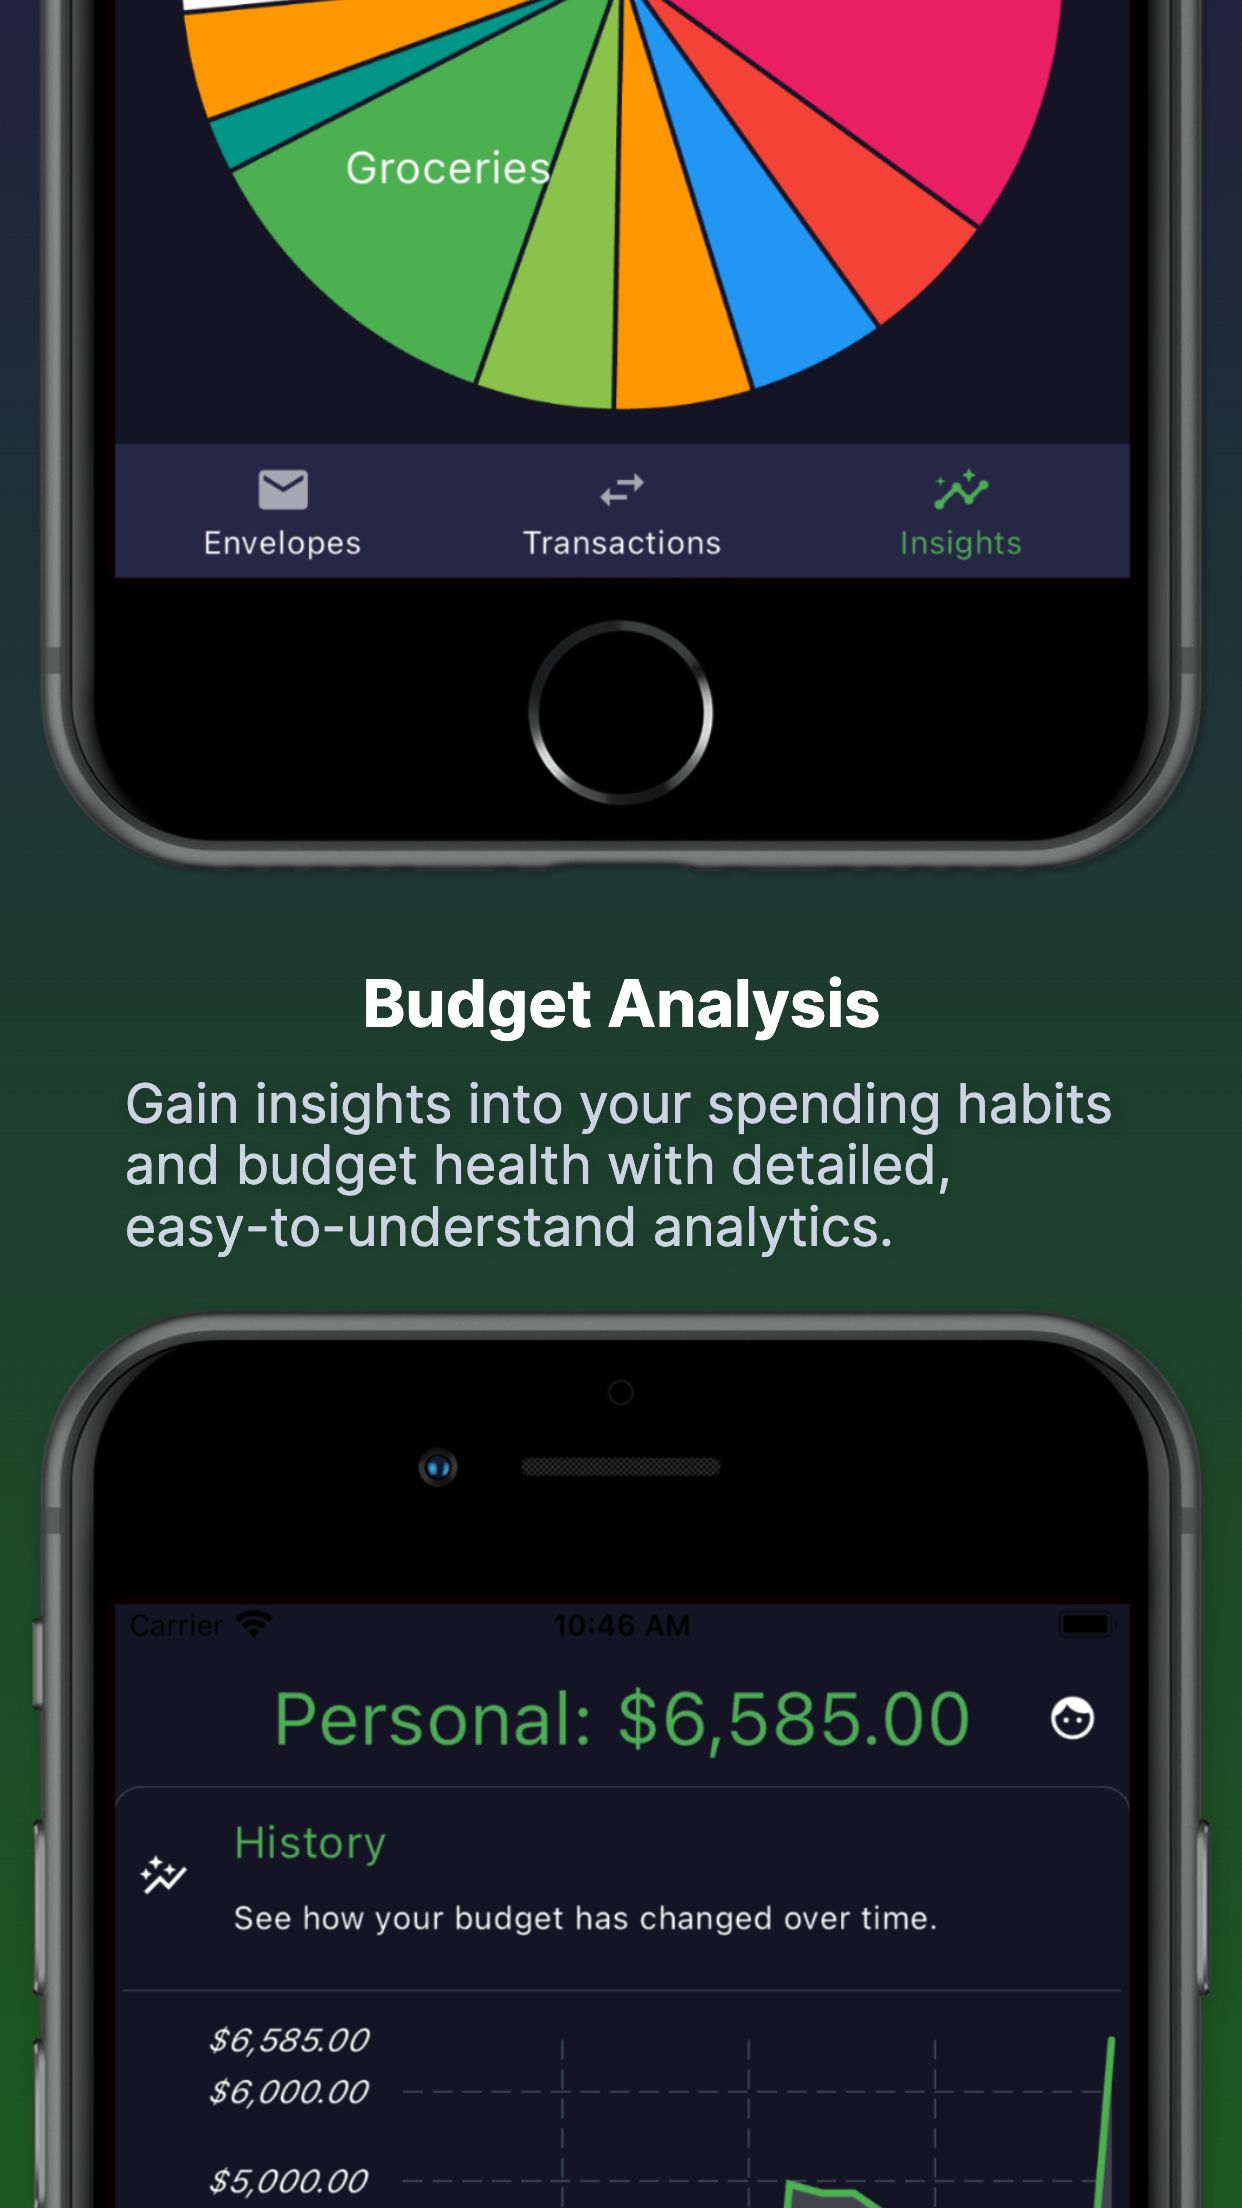 Groceries
Envelopes
Transactions
Insights
Budget Analysis
Gain insights into your spending habits
and budget health with detailed,
easy-to-understand analytics.
Carrier
10:46 AM
Personal: $6,585.00
History
See how your budget has changed over time.
$6,585.00
$6,000.00
$5,000.00